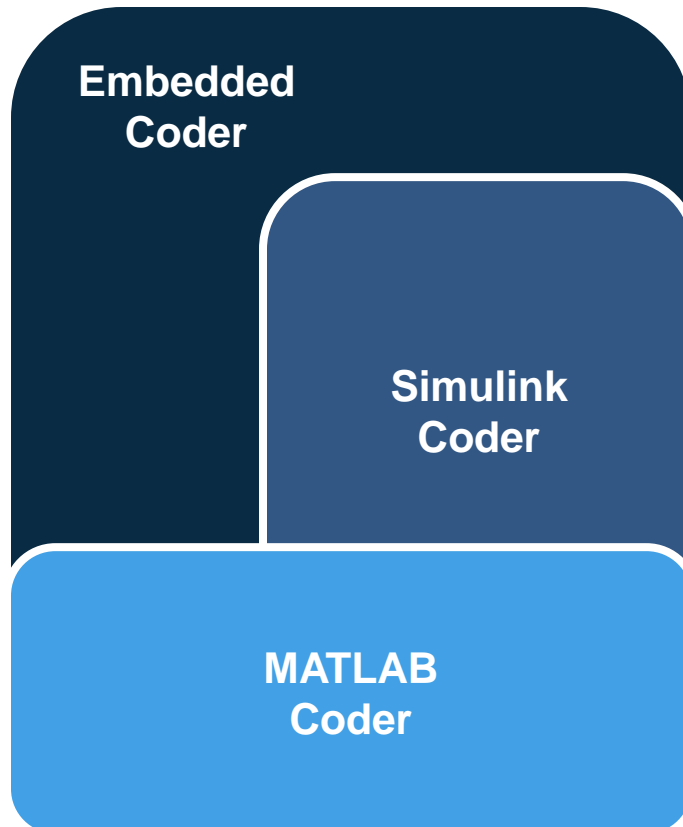 Embedded
Coder
Simulink
Coder
MATLAB
Coder